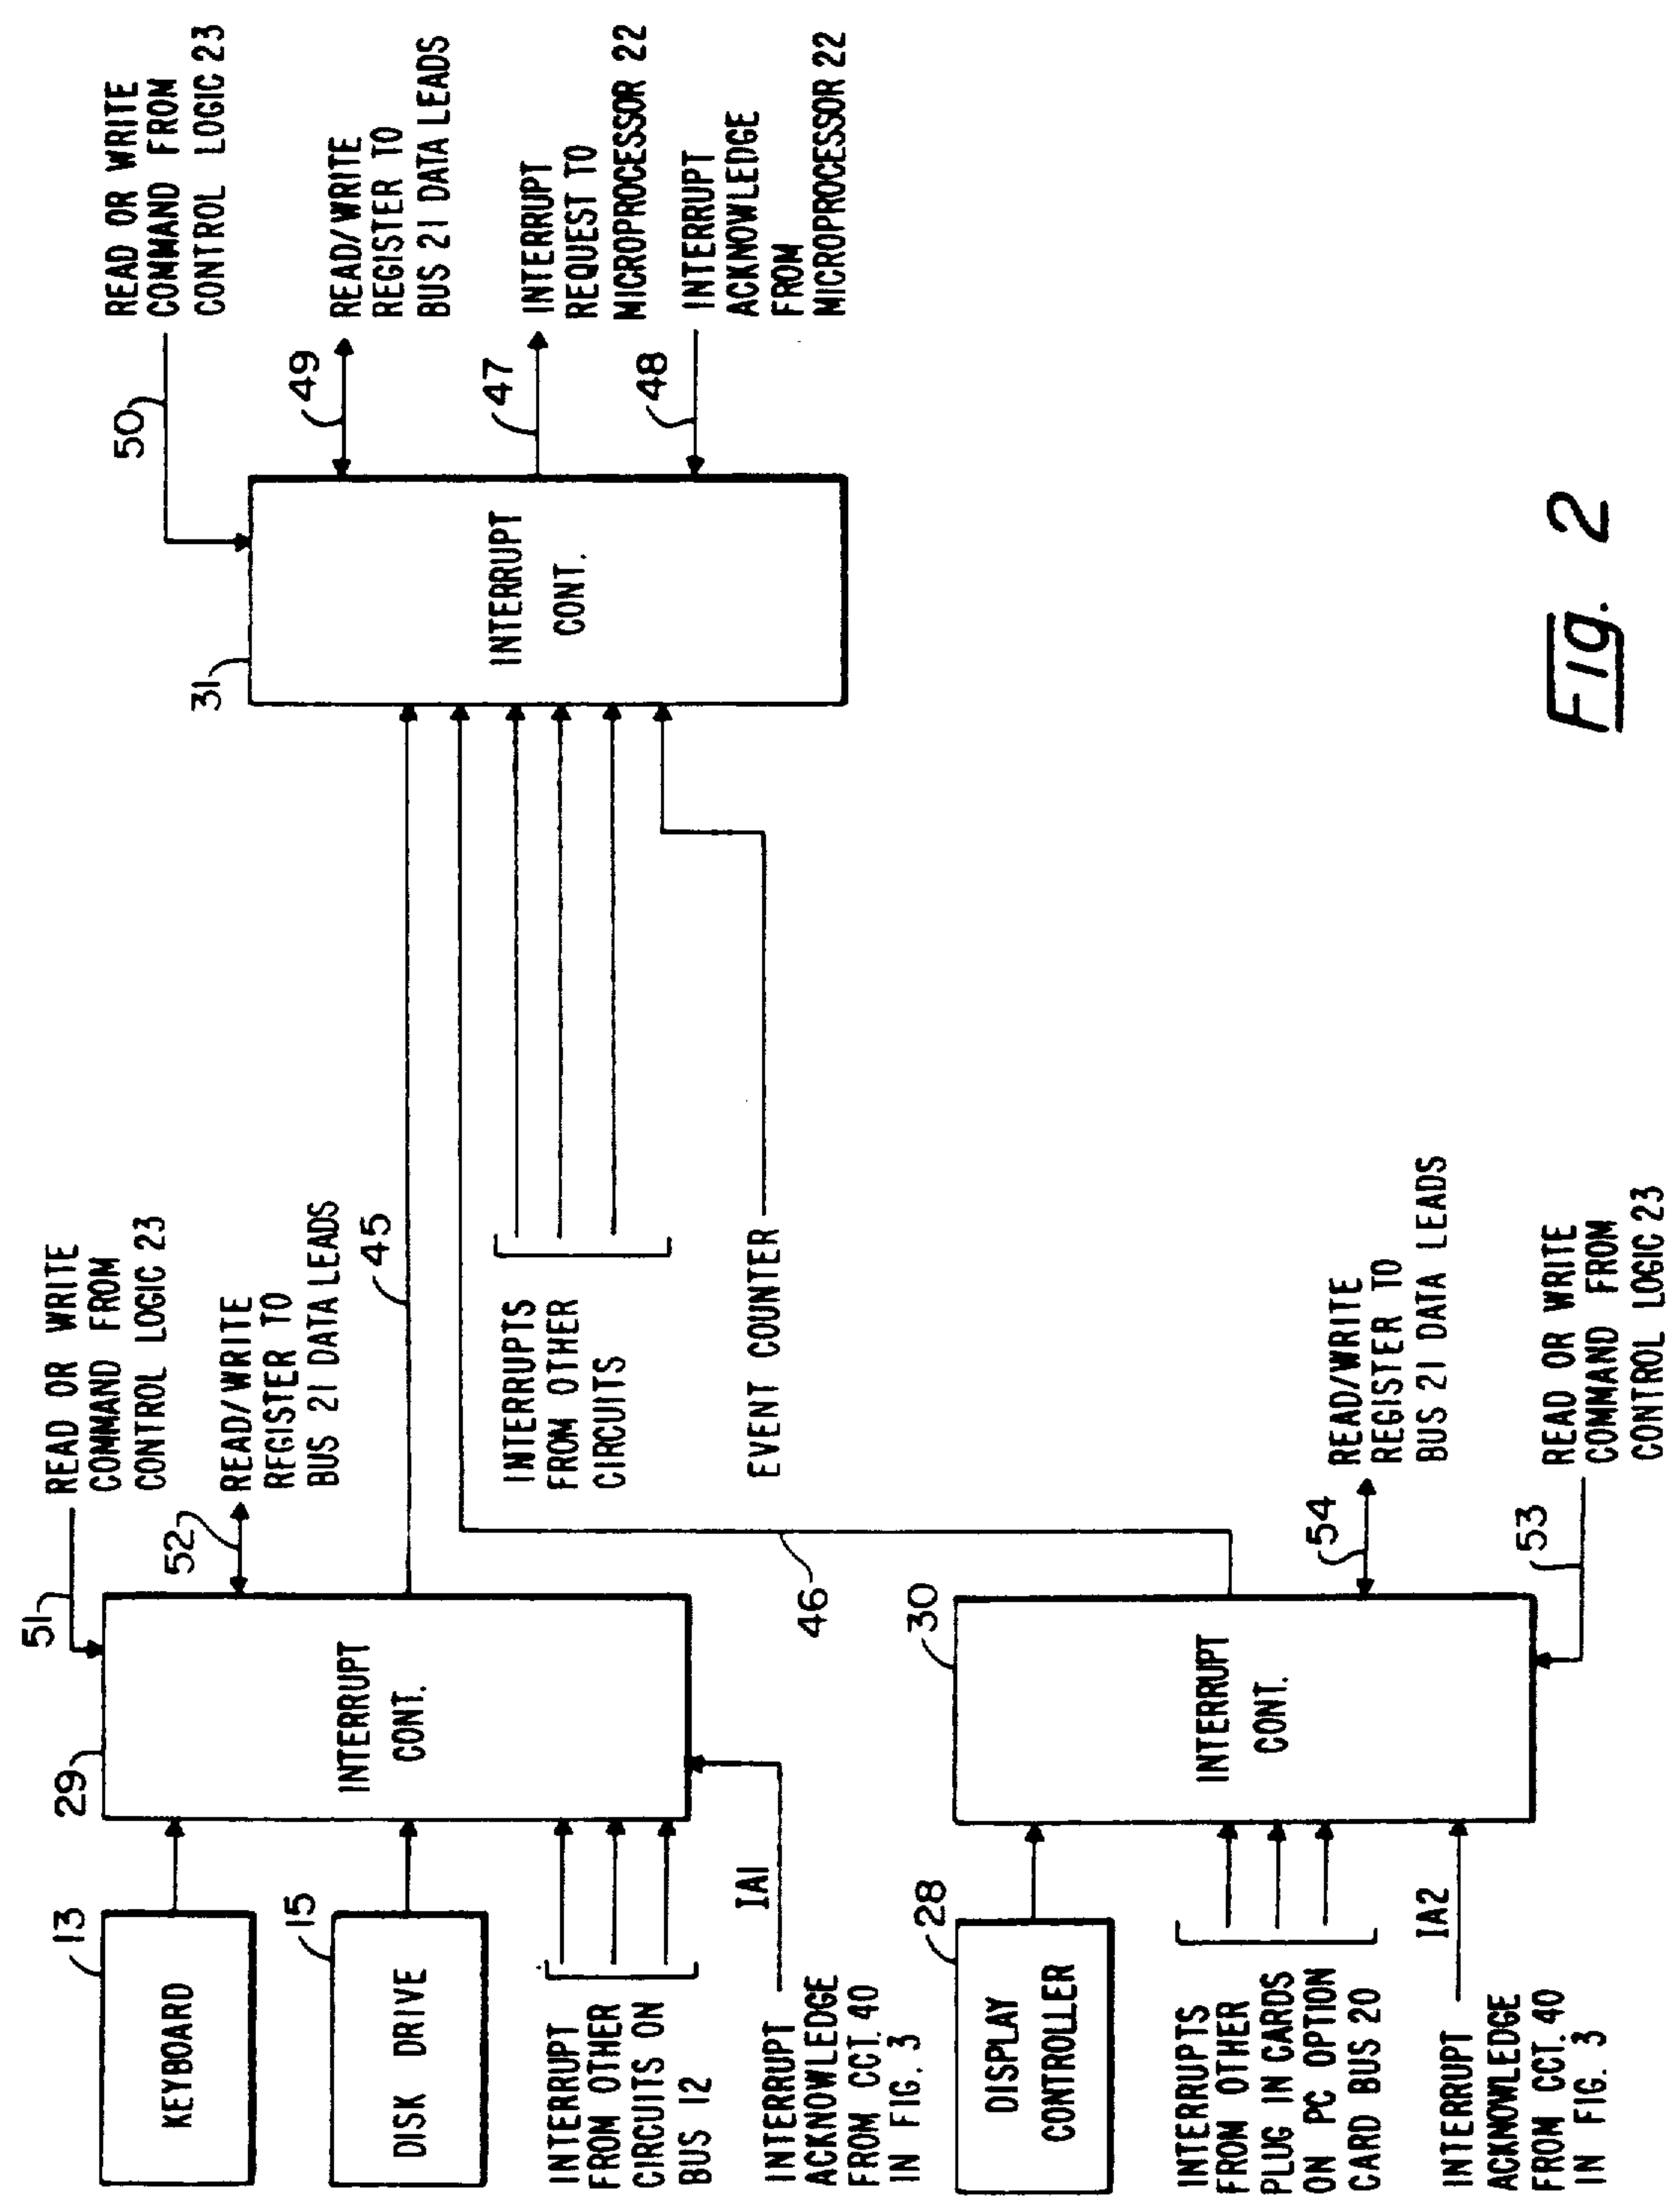 13
KEYBOARD
15
DISK DRIVE
INTERRUPT
FROM OTHER
CIRCUITS ON
BUS 12
INTERRUPT
ACKNOWLEDGE
FROM CCT. 40
IN FIG. 3
IA1
29
INTERRUPT
CONT.
51
READ OR WRITE
COMMAND FROM
CONTROL LOGIC 23
52
READ/WRITE
REGISTER TO
BUS 21 DATA LEADS
45
INTERRUPTS
FROM OTHER
CIRCUITS
EVENT COUNTER
46
31
INTERRUPT
CONT.
50
READ OR WRITE
COMMAND FROM
CONTROL LOGIC 23
49
READ/WRITE
REGISTER TO
BUS 21 DATA LEADS
47
INTERRUPT
REQUEST TO
MICROPROCESSOR 22
48
INTERRUPT
ACKNOWLEDGE
FROM
MICROPROCESSOR 22
28
DISPLAY
CONTROLLER
INTERRUPTS
FROM OTHER
PLUG IN CARDS
ON PC OPTION
CARD BUS 20
INTERRUPT
ACKNOWLEDGE
FROM CCT. 40
IN FIG. 3
IA2
30
INTERRUPT
CONT.
54
READ/WRITE
REGISTER TO
BUS 21 DATA LEADS
53
READ OR WRITE
COMMAND FROM
CONTROL LOGIC 23
Fig. 2